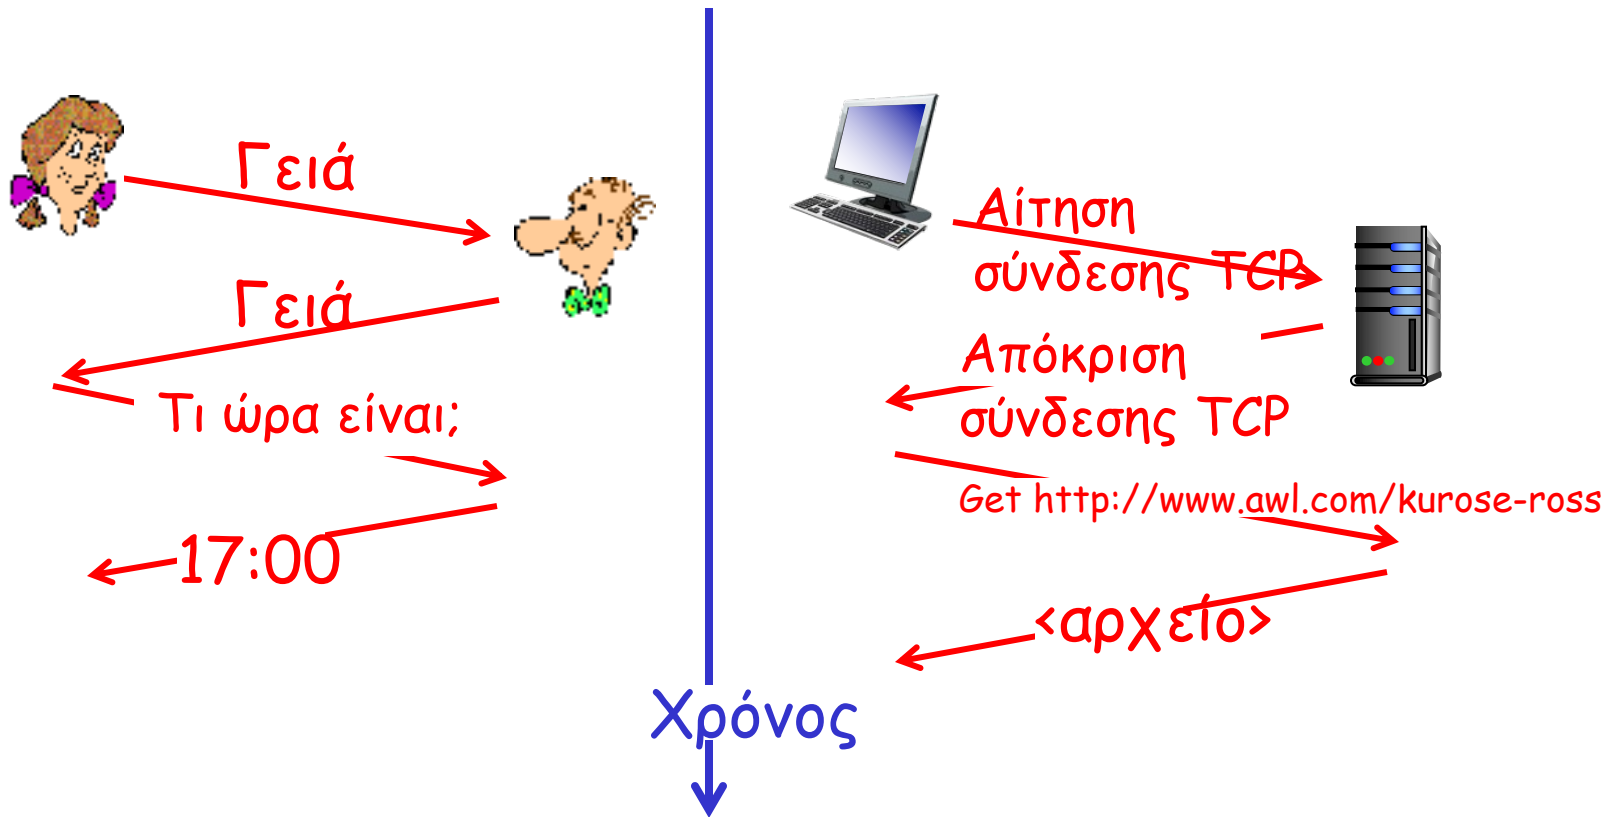 Γειά
Γειά
Τι ώρα είναι;
17:00
Αίτηση
σύνδεσης TCP
Απόκριση
σύνδεσης TCP
Get http://www.awl.com/kurose-ross
<αρχείο>
Χρόνος